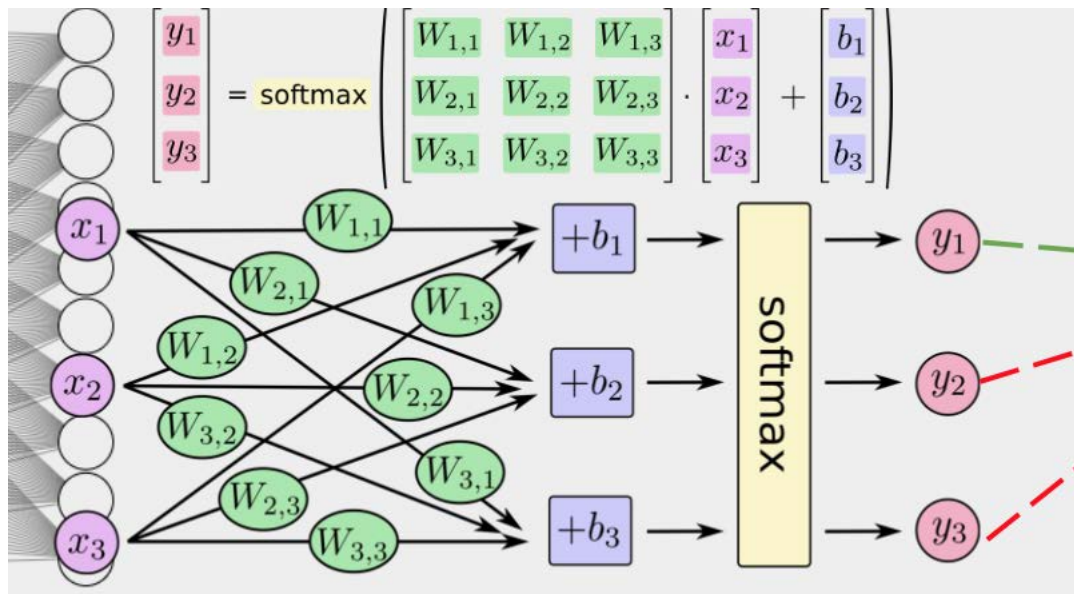 y1 W1,1 W1,2 W1,3 x1 b1
y2 = softmax W2,1 W2,2 W2,3 · x2 + b2
y3 W3,1 W3,2 W3,3 x3 b3
x1 W1,1 +b1 y1
W2,1 W1,3
W1,2
x2 W2,2 +b2 softmax y2
W3,2
W3,1
W2,3
x3 W3,3 +b3 y3